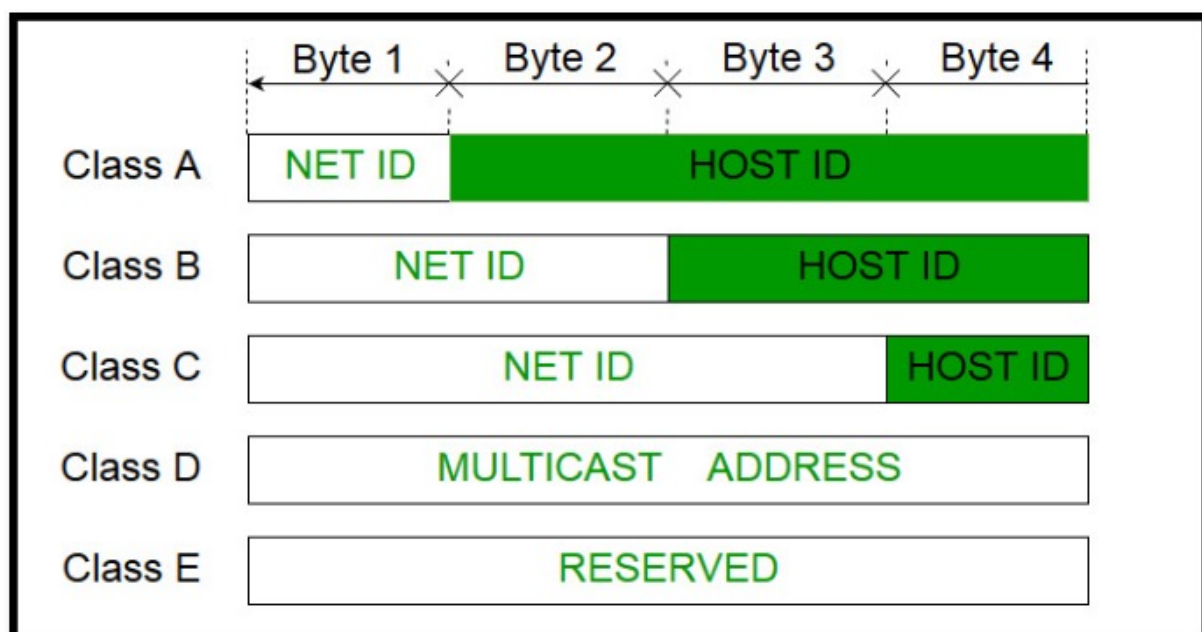 Byte 1 Byte 2 Byte 3 Byte 4
Class A NET ID HOST ID
Class B NET ID HOST ID
Class C NET ID HOST ID
Class D MULTICAST ADDRESS
Class E RESERVED